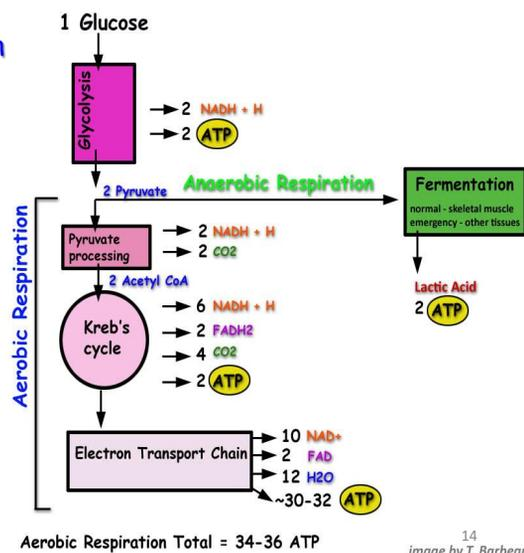 1 Glucose
Glycolysis
2 NADH + H
2 ATP
2 Pyruvate
Anaerobic Respiration
Fermentation
normal - skeletal muscle
emergency - other tissues
Lactic Acid
2 ATP
Aerobic Respiration
Pyruvate
processing
2 NADH + H
2 CO2
2 Acetyl CoA
Kreb's
cycle
6 NADH + H
2 FADH2
4 CO2
2 ATP
Electron Transport Chain
10 NAD+
2 FAD
12 H2O
~30-32 ATP
Aerobic Respiration Total = 34-36 ATP
14
image by T. Barbeau